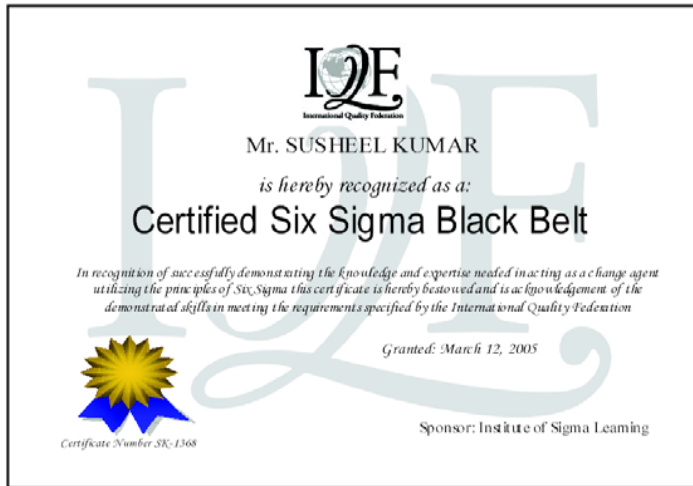 IQF
International Quality Federation
Mr. SUSHEEL KUMAR
is hereby recognized as a:
Certified Six Sigma Black Belt
In recognition of successfully demonstrating the knowledge and expertise needed in acting as a change agent
utilizing the principles of Six Sigma this certificate is hereby bestowed and is acknowledgement of the
demonstrated skills in meeting the requirements specified by the International Quality Federation
Granted: March 12, 2005
Sponsor: Institute of Sigma Learning
Certificate Number SK-1368